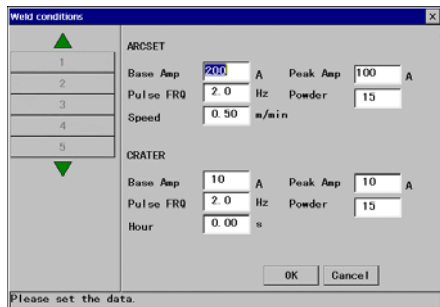 Weld conditions X
1
2
3
4
5
ARCSET
Base Amp 200 A Peak Amp 100 A
Pulse FRQ 2.0 Hz Powder 15
Speed 0.50 m/min
CRATER
Base Amp 10 A Peak Amp 10 A
Pulse FRQ 2.0 Hz Powder 15
Hour 0.00 s
OK Cancel
Please set the data.